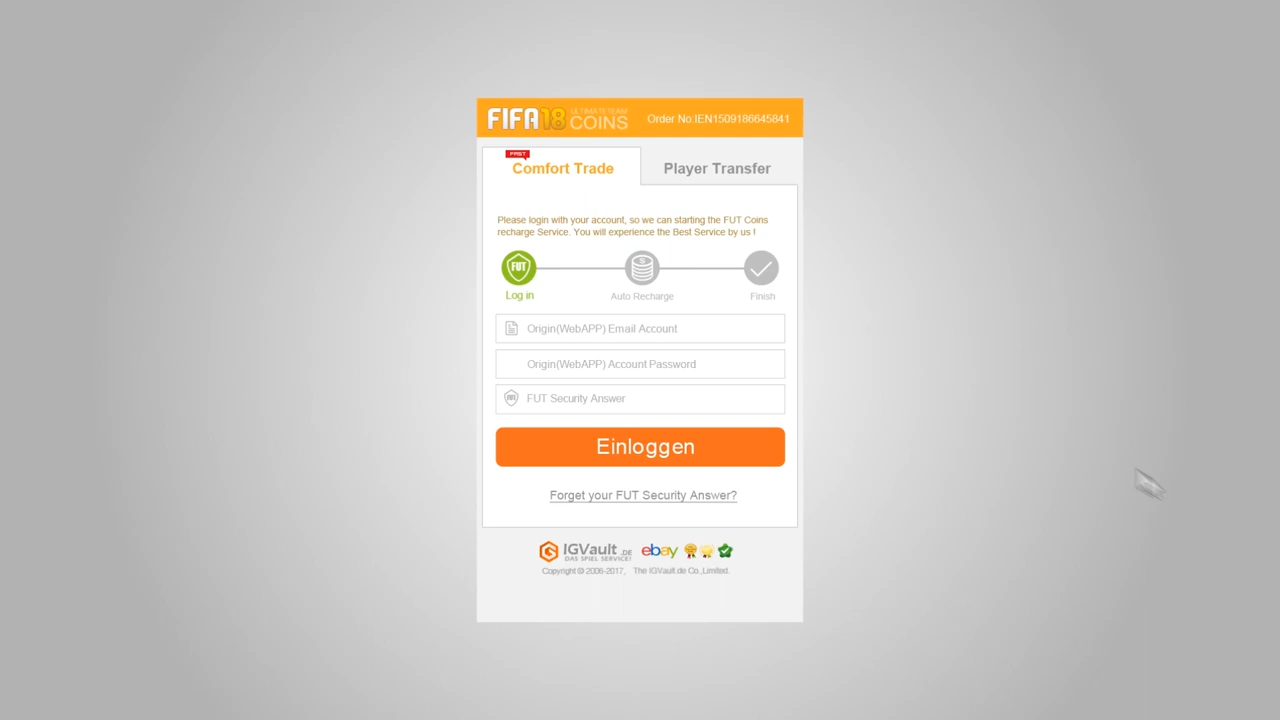 FIFA18 ULTIMATE TEAM COINS Order No:IEN1509186645841
FAST
Comfort Trade Player Transfer
Please login with your account, so we can starting the FUT Coins
recharge Service. You will experience the Best Service by us !
FUT
Log in Auto Recharge Finish
Origin(WebAPP) Email Account
Origin(WebAPP) Account Password
FUT FUT Security Answer
Einloggen
Forget your FUT Security Answer?
IGVault.DE DAS SPIEL SERVICE! ebay
Copyright © 2006-2017, The IGVault.de Co.,Limited.